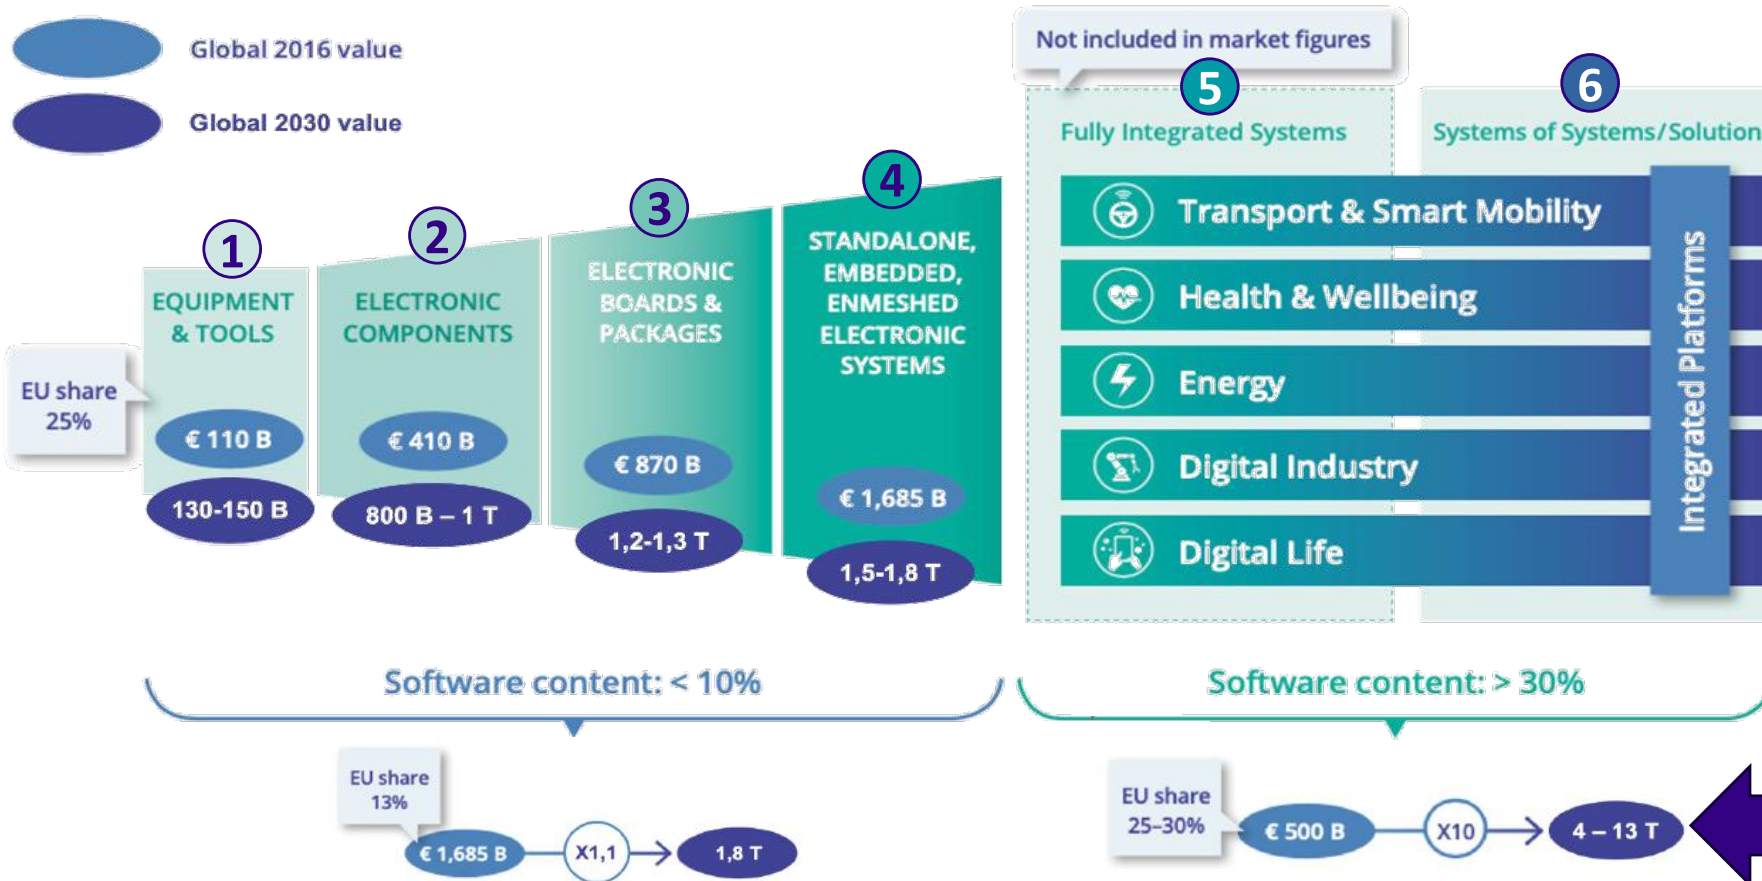 Global 2016 value
Global 2030 value
Not included in market figures
5
6
Fully Integrated Systems
Systems of Systems/Solution
1
2
3
4
EQUIPMENT
& TOOLS
ELECTRONIC
COMPONENTS
ELECTRONIC
BOARDS &
PACKAGES
STANDALONE,
EMBEDDED,
ENMESHED
ELECTRONIC
SYSTEMS
EU share
25%
€ 110 B
130-150 B
€ 410 B
800 B – 1 T
€ 870 B
1,2-1,3 T
€ 1,685 B
1,5-1,8 T
Transport & Smart Mobility
Health & Wellbeing
Energy
Digital Industry
Digital Life
Integrated Platforms
Software content: < 10%
Software content: > 30%
EU share
13%
€ 1,685 B
X1,1
1,8 T
EU share
25–30%
€ 500 B
X10
4 – 13 T